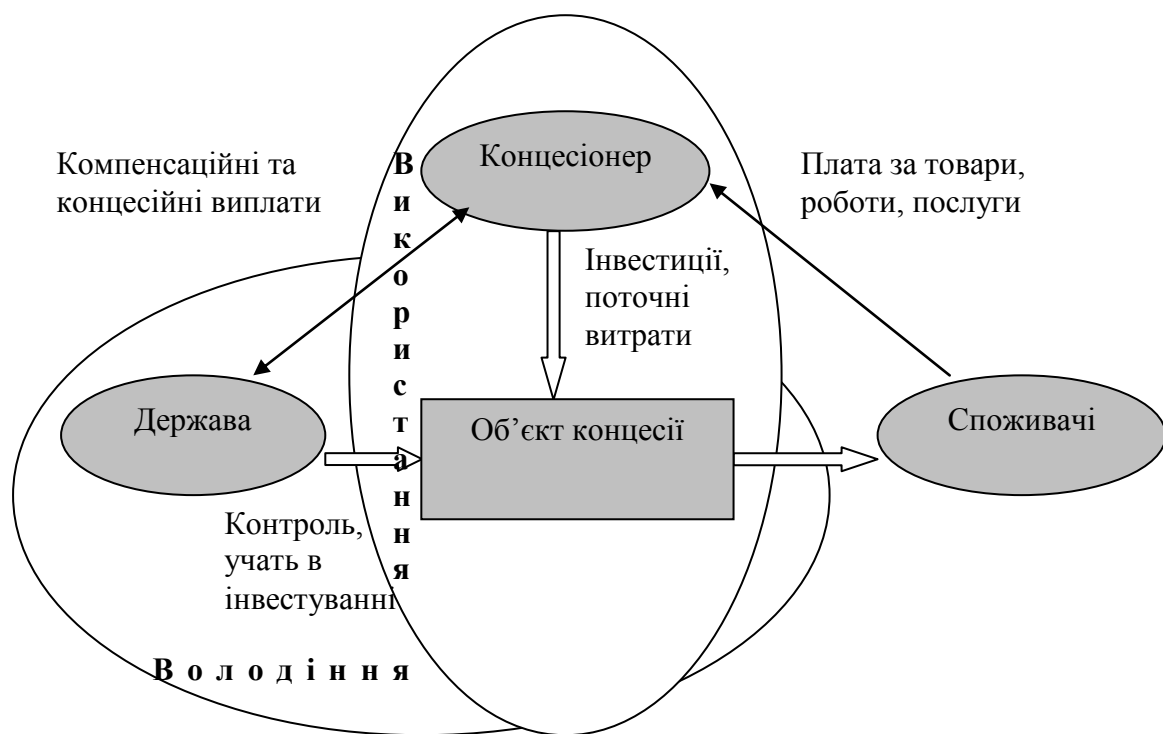 Компенсаційні та
концесійні виплати
Використання
Концесіонер
Плата за товари,
роботи, послуги
Інвестиції,
поточні
витрати
Держава
Об’єкт концесії
Споживачі
Контроль,
учать в
інвестуванні
Володіння